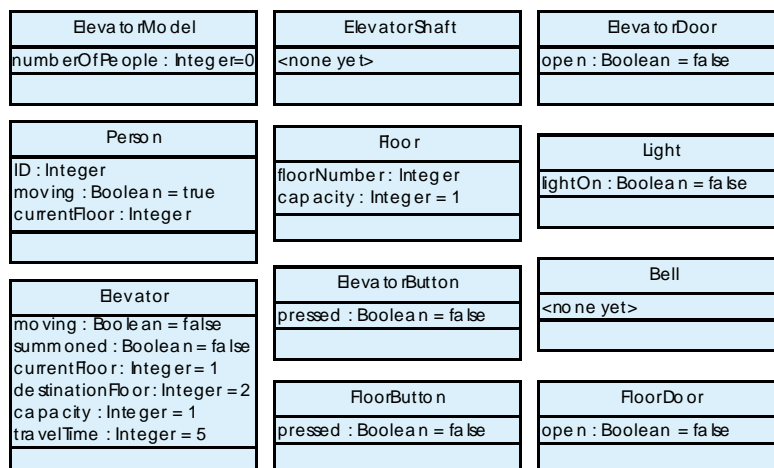 ElevatorModel
numberOfPeople : Integer=0
ElevatorShaft
<none yet>
ElevatorDoor
open : Boolean = false
Person
ID : Integer
moving : Boolean = true
currentFloor : Integer
Floor
floorNumber : Integer
capacity : Integer = 1
Light
lightOn : Boolean = false
Elevator
moving : Boolean = false
summoned : Boolean = false
currentFloor : Integer = 1
destinationFloor : Integer = 2
capacity : Integer = 1
travelTime : Integer = 5
ElevatorButton
pressed : Boolean = false
Bell
<none yet>
FloorButton
pressed : Boolean = false
FloorDoor
open : Boolean = false